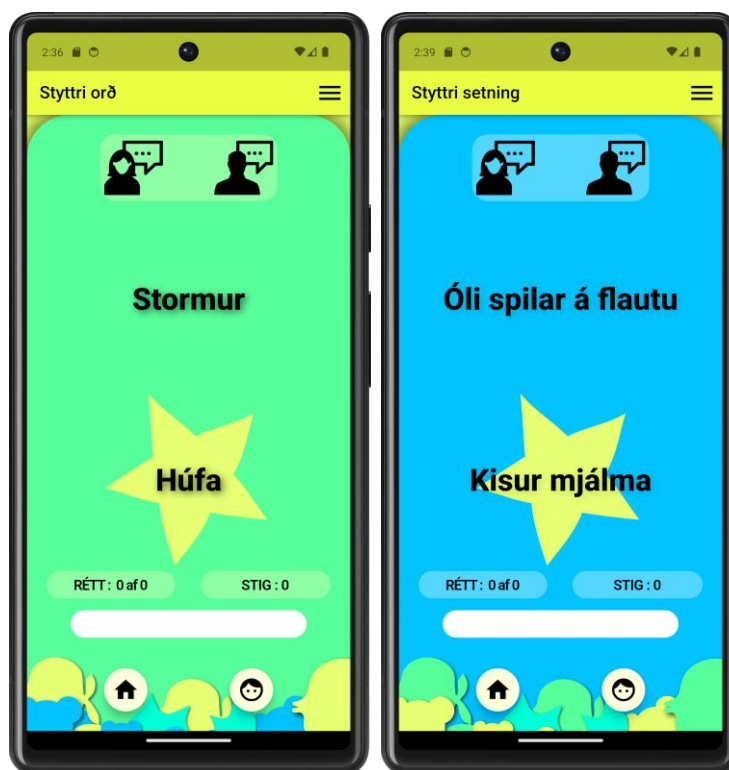 2:36
Styttri orð
Stormur
Húfa
RÉTT : 0 af 0
STIG : 0
2:39
Styttri setning
Óli spilar á flautu
Kisur mjálma
RÉTT : 0 af 0
STIG : 0